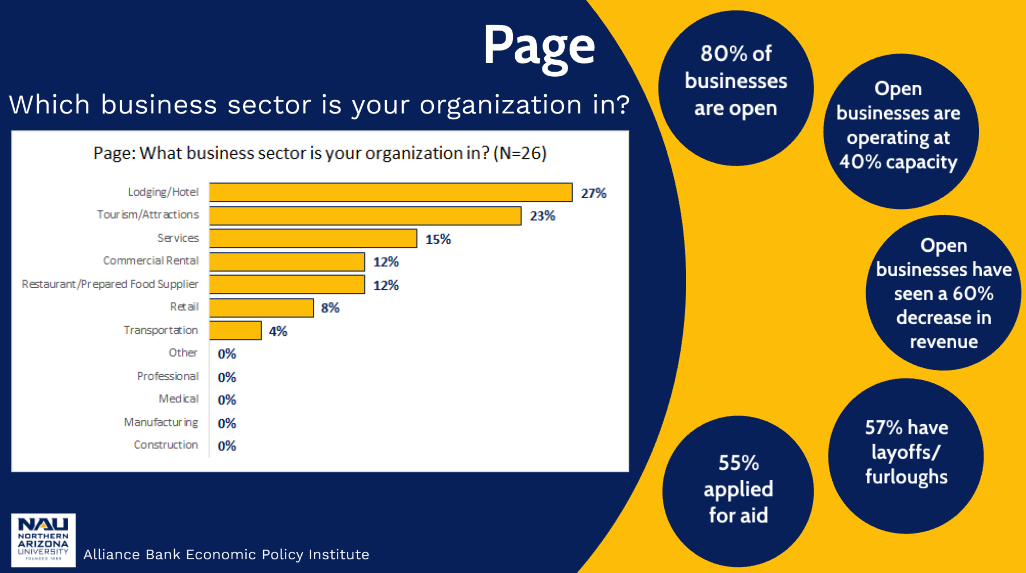 Page
Which business sector is your organization in?
Page: What business sector is your organization in? (N=26)
Lodging/Hotel 27%
Tourism/Attractions 23%
Services 15%
Commercial Rental 12%
Restaurant/Prepared Food Supplier 12%
Retail 8%
Transportation 4%
Other 0%
Professional 0%
Medical 0%
Manufacturing 0%
Construction 0%
80% of
businesses
are open
Open
businesses are
operating at
40% capacity
Open
businesses have
seen a 60%
decrease in
revenue
57% have
layoffs/
furloughs
55%
applied
for aid
NAU
NORTHERN
ARIZONA
UNIVERSITY
FOUNDED 1899
Alliance Bank Economic Policy Institute